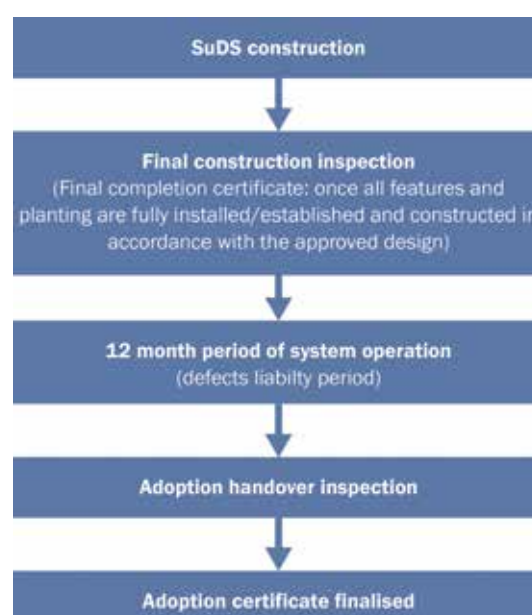 SuDS construction
Final construction inspection
(Final completion certificate: once all features and
planting are fully installed/established and constructed in
accordance with the approved design)
12 month period of system operation
(defects liabilty period)
Adoption handover inspection
Adoption certificate finalised